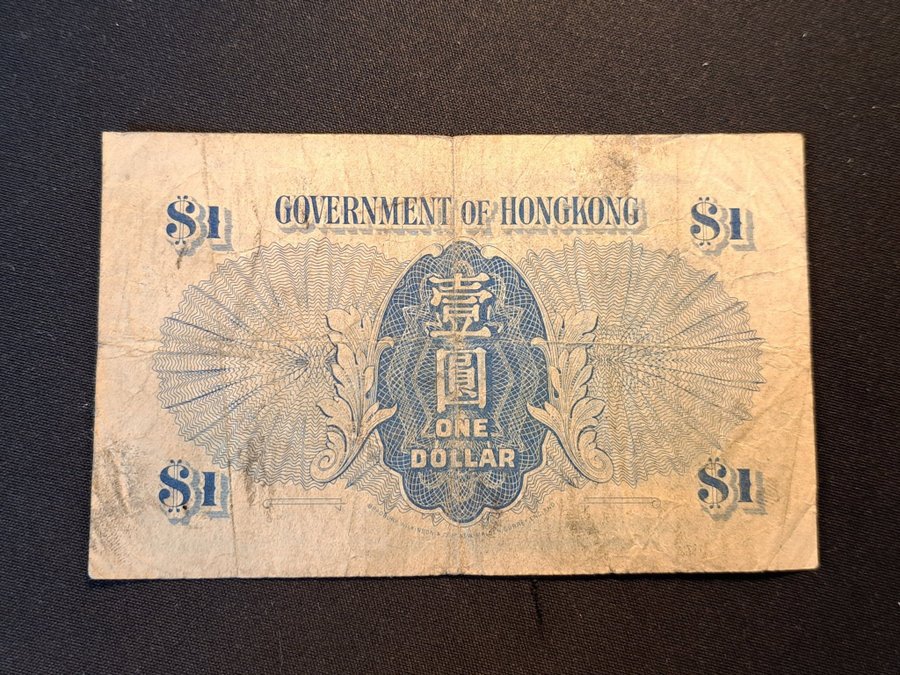 $1 GOVERNMENT OF HONGKONG $1
壹
圓
ONE
DOLLAR
$1 $1